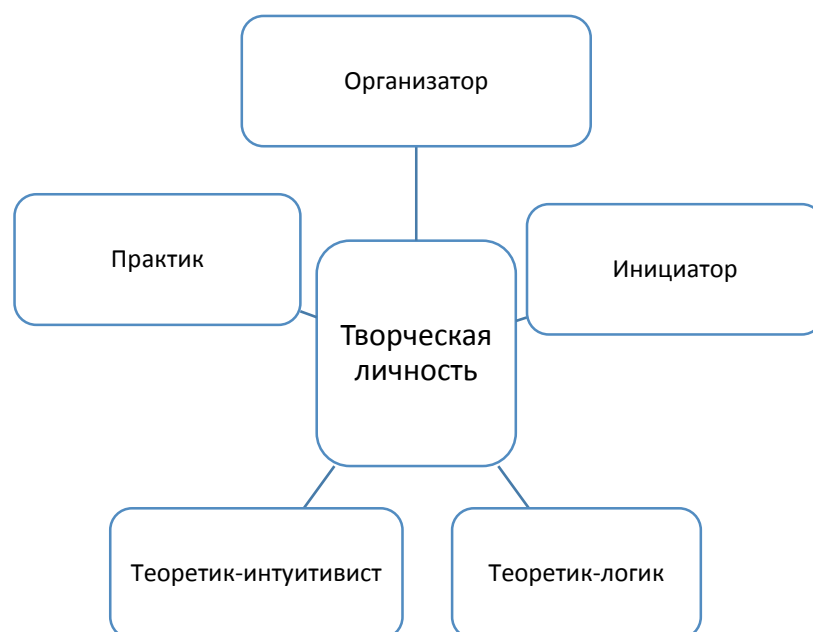 Организатор
Практик
Инициатор
Творческая
личность
Теоретик-интуитивист
Теоретик-логик